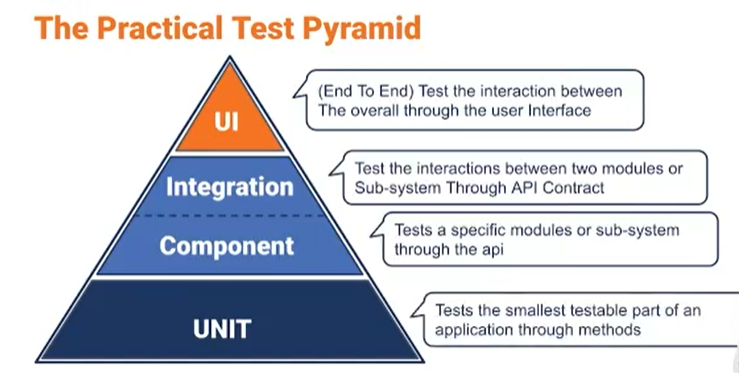 The Practical Test Pyramid
UI
(End To End) Test the interaction between
The overall through the user Interface
Integration
Test the interactions between two modules or
Sub-system Through API Contract
Component
Tests a specific modules or sub-system
through the api
UNIT
Tests the smallest testable part of an
application through methods